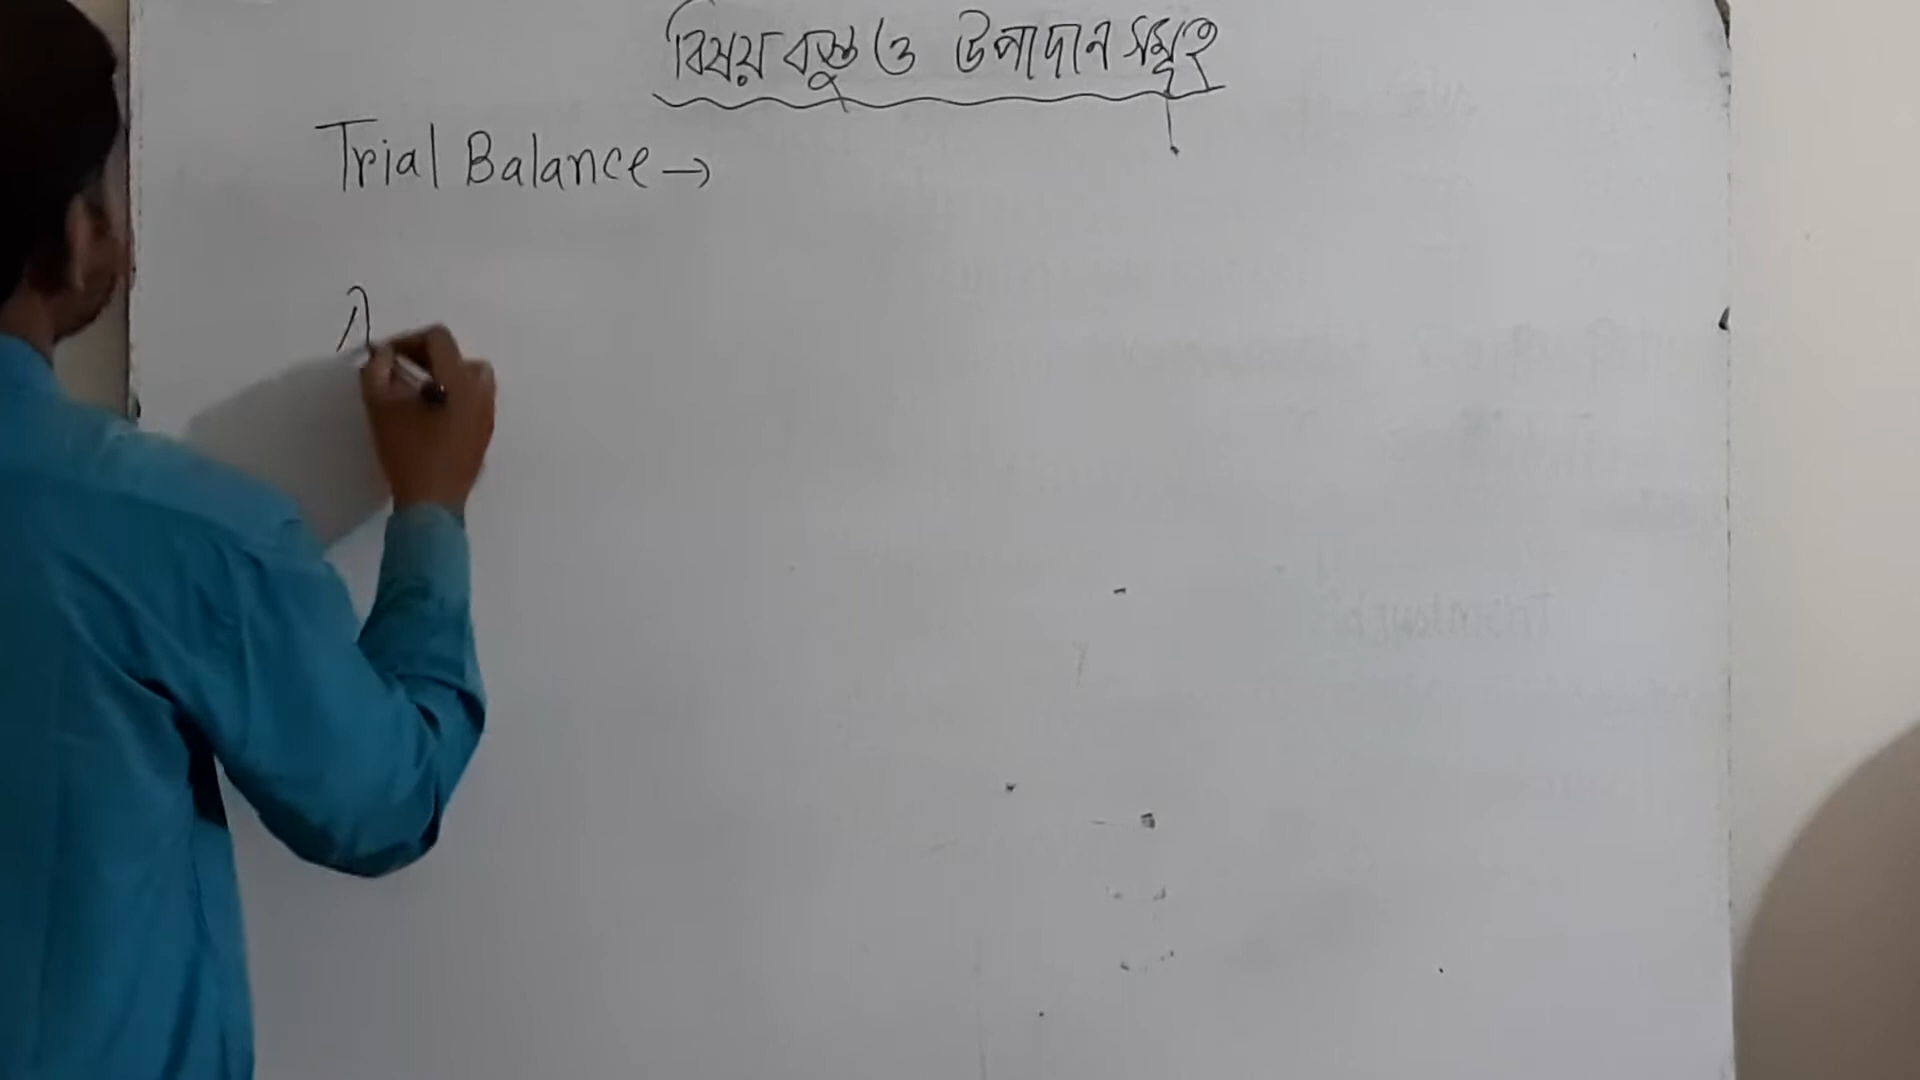 বিষয় বস্তু ও উপাদান সমূহ
Trial Balance →